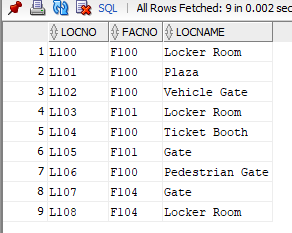 SQL | All Rows Fetched: 9 in 0.002 sec
LOCNO FACNO LOCNAME
1 L100 F100 Locker Room
2 L101 F100 Plaza
3 L102 F100 Vehicle Gate
4 L103 F101 Locker Room
5 L104 F100 Ticket Booth
6 L105 F101 Gate
7 L106 F100 Pedestrian Gate
8 L107 F104 Gate
9 L108 F104 Locker Room